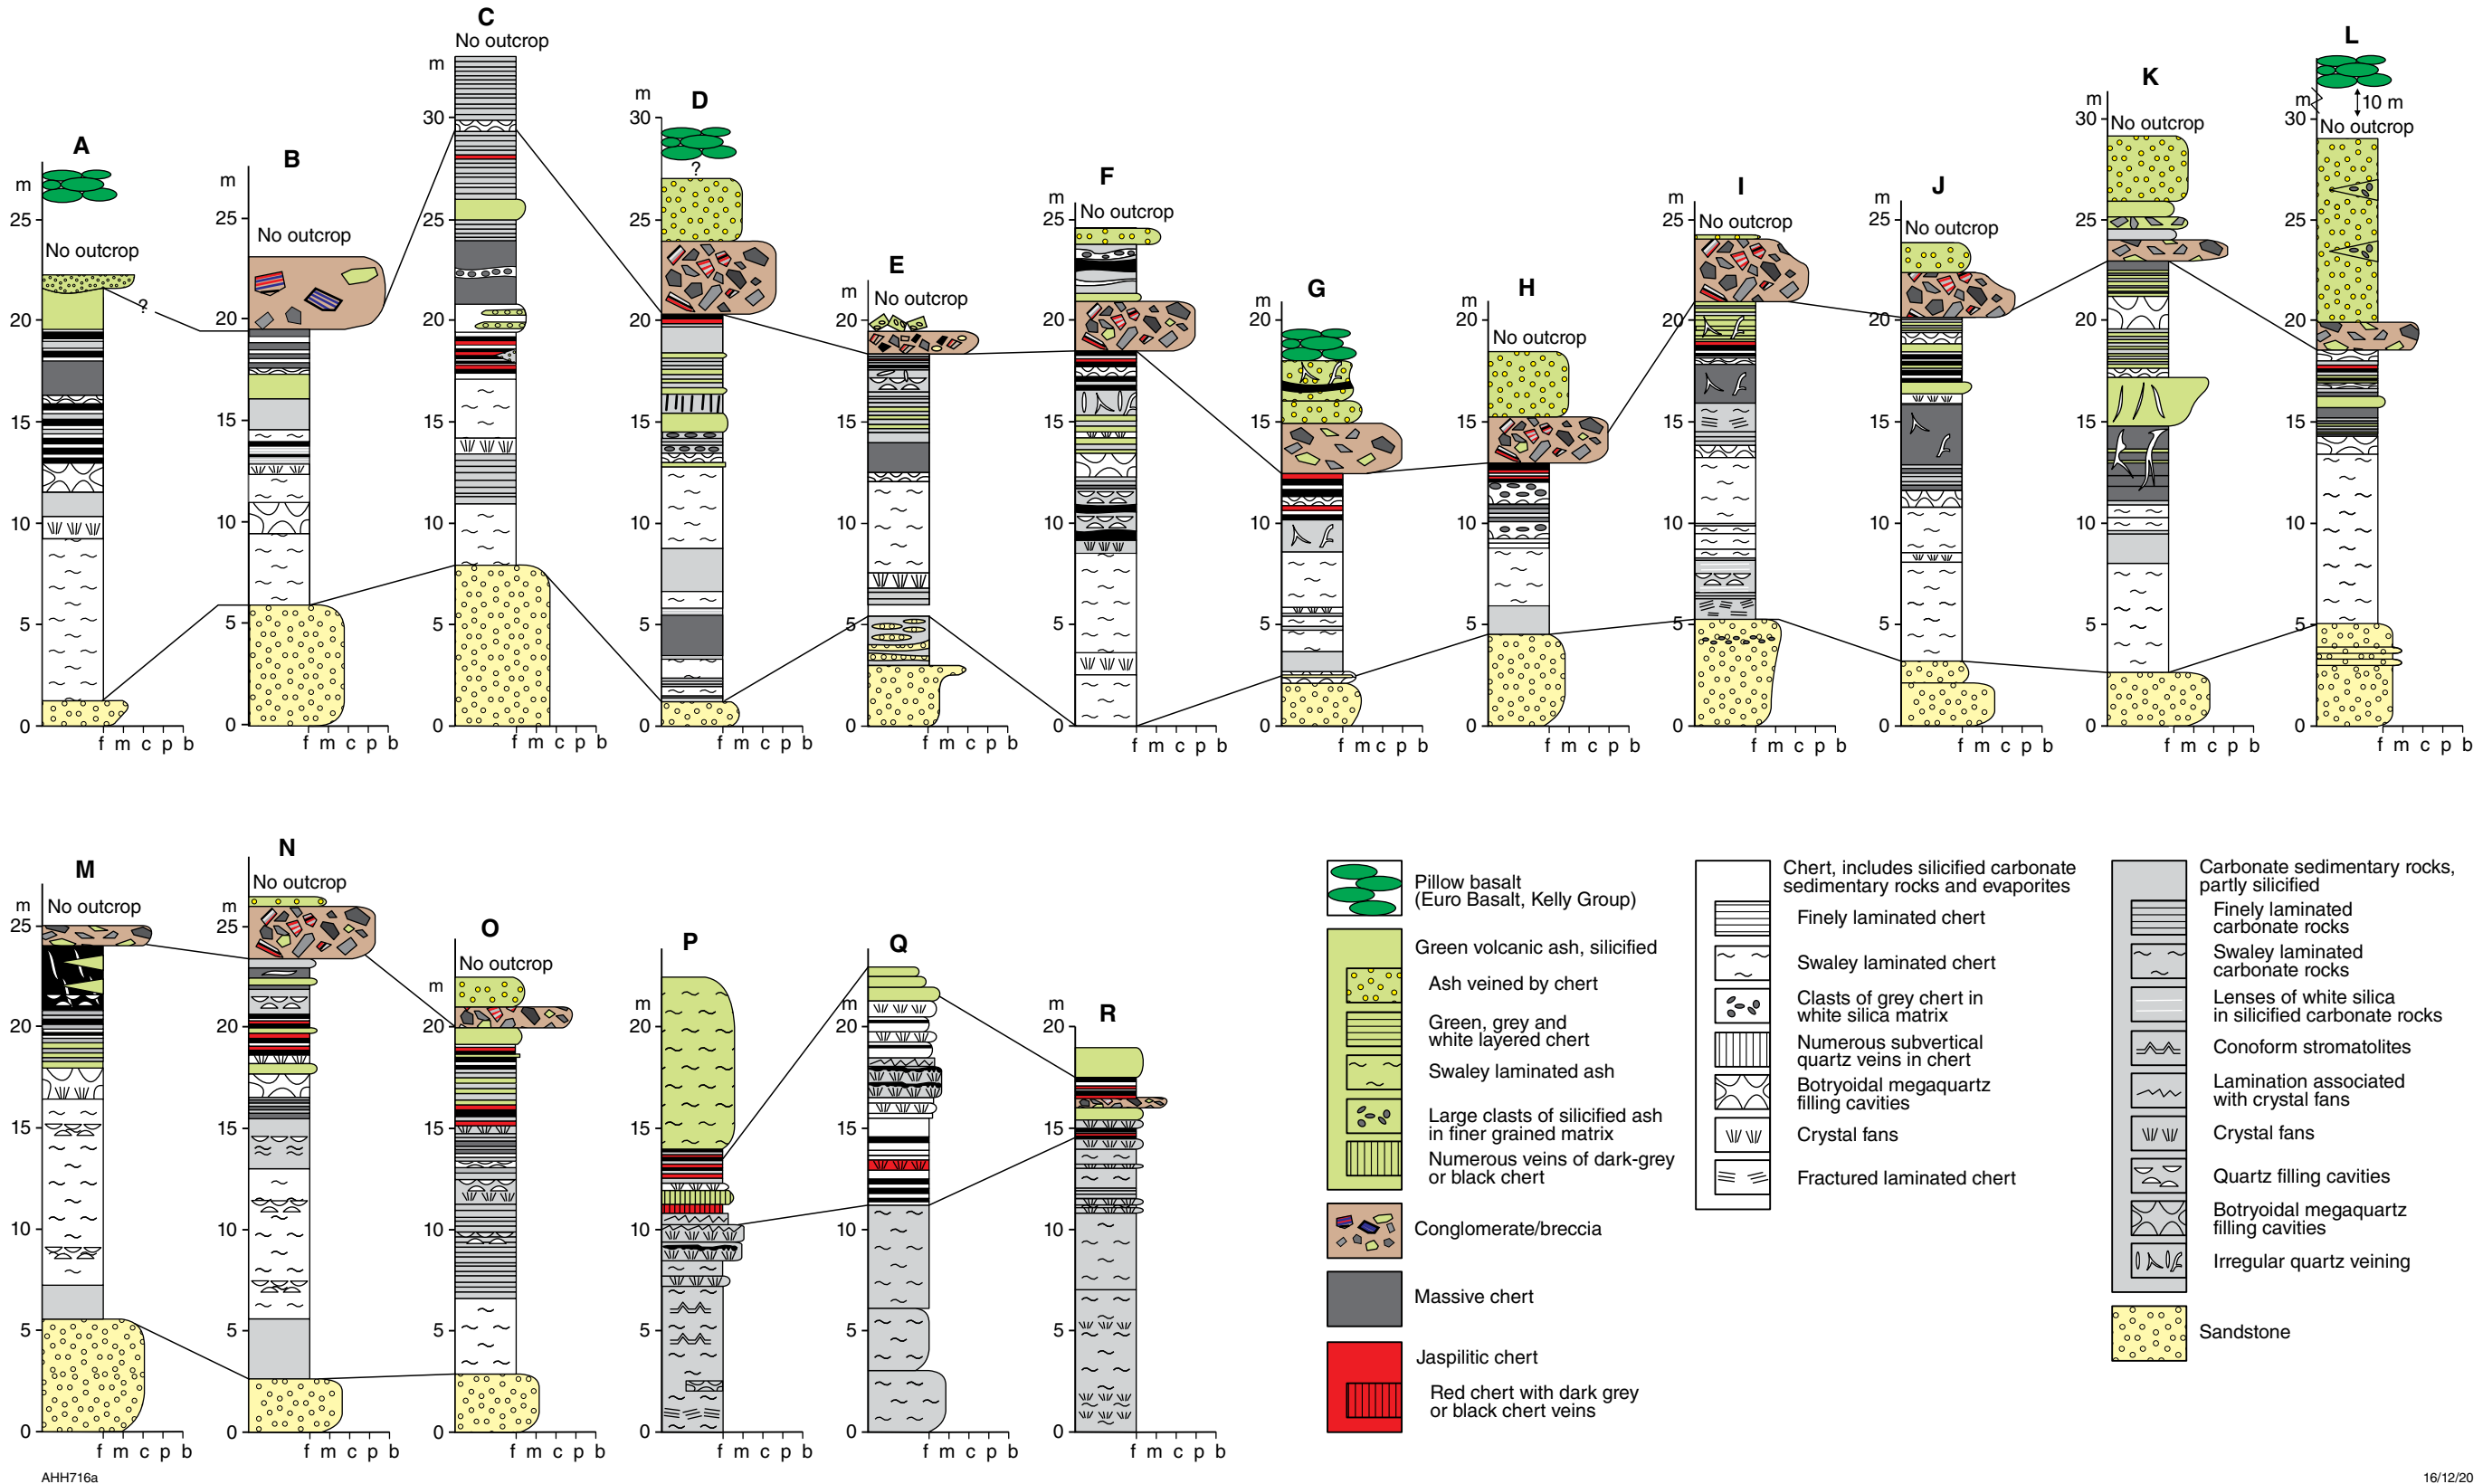 A
m
25
20
15
10
5
0
No outcrop
?
f m c p b
B
m
25
20
15
10
5
0
No outcrop
f m c p b
C
No outcrop
m
30
25
20
15
10
5
0
f m c p b
D
m
30
25
20
15
10
5
0
?
f m c p b
E
m
20
15
10
5
0
No outcrop
f m c p b
F
m
25
20
15
10
5
0
No outcrop
f m c p b
G
m
20
15
10
5
0
f m c p b
H
m
20
15
10
5
0
No outcrop
f m c p b
I
m
25
20
15
10
5
0
No outcrop
f m c p b
J
m
25
20
15
10
5
0
No outcrop
f m c p b
K
m
30
25
20
15
10
5
0
No outcrop
f m c p b
L
m
10 m
30
25
20
15
10
5
0
No outcrop
f m c p b
M
m
25
20
15
10
5
0
No outcrop
f m c p b
N
m
25
20
15
10
5
0
No outcrop
f m c p b
O
m
20
15
10
5
0
No outcrop
f m c p b
P
m
20
15
10
5
0
f m c p b
Q
m
20
15
10
5
0
f m c p b
R
m
20
15
10
5
0
f m c p b
Pillow basalt
(Euro Basalt, Kelly Group)
Green volcanic ash, silicified
Ash veined by chert
Green, grey and
white layered chert
Swaley laminated ash
Large clasts of silicified ash
in finer grained matrix
Numerous veins of dark-grey
or black chert
Conglomerate/breccia
Massive chert
Jaspilitic chert
Red chert with dark grey
or black chert veins
Chert, includes silicified carbonate
sedimentary rocks and evaporites
Finely laminated chert
Swaley laminated chert
Clasts of grey chert in
white silica matrix
Numerous subvertical
quartz veins in chert
Botryoidal megaquartz
filling cavities
Crystal fans
Fractured laminated chert
Carbonate sedimentary rocks,
partly silicified
Finely laminated
carbonate rocks
Swaley laminated
carbonate rocks
Lenses of white silica
in silicified carbonate rocks
Conoform stromatolites
Lamination associated
with crystal fans
Crystal fans
Quartz filling cavities
Botryoidal megaquartz
filling cavities
Irregular quartz veining
Sandstone
AHH716a
16/12/20